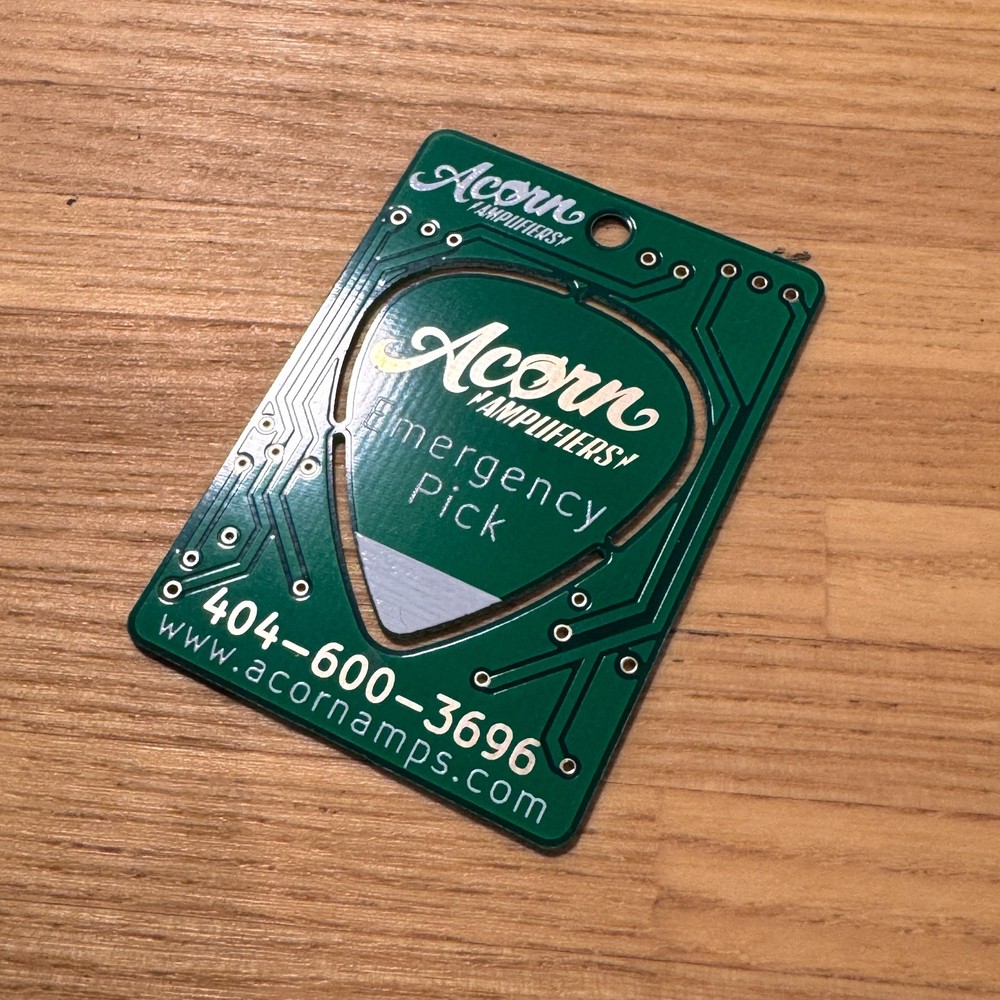 Acorn
AMPLIFIERS
Acorn
AMPLIFIERS
Emergency
Pick
404-600-3696
www.acornamps.com